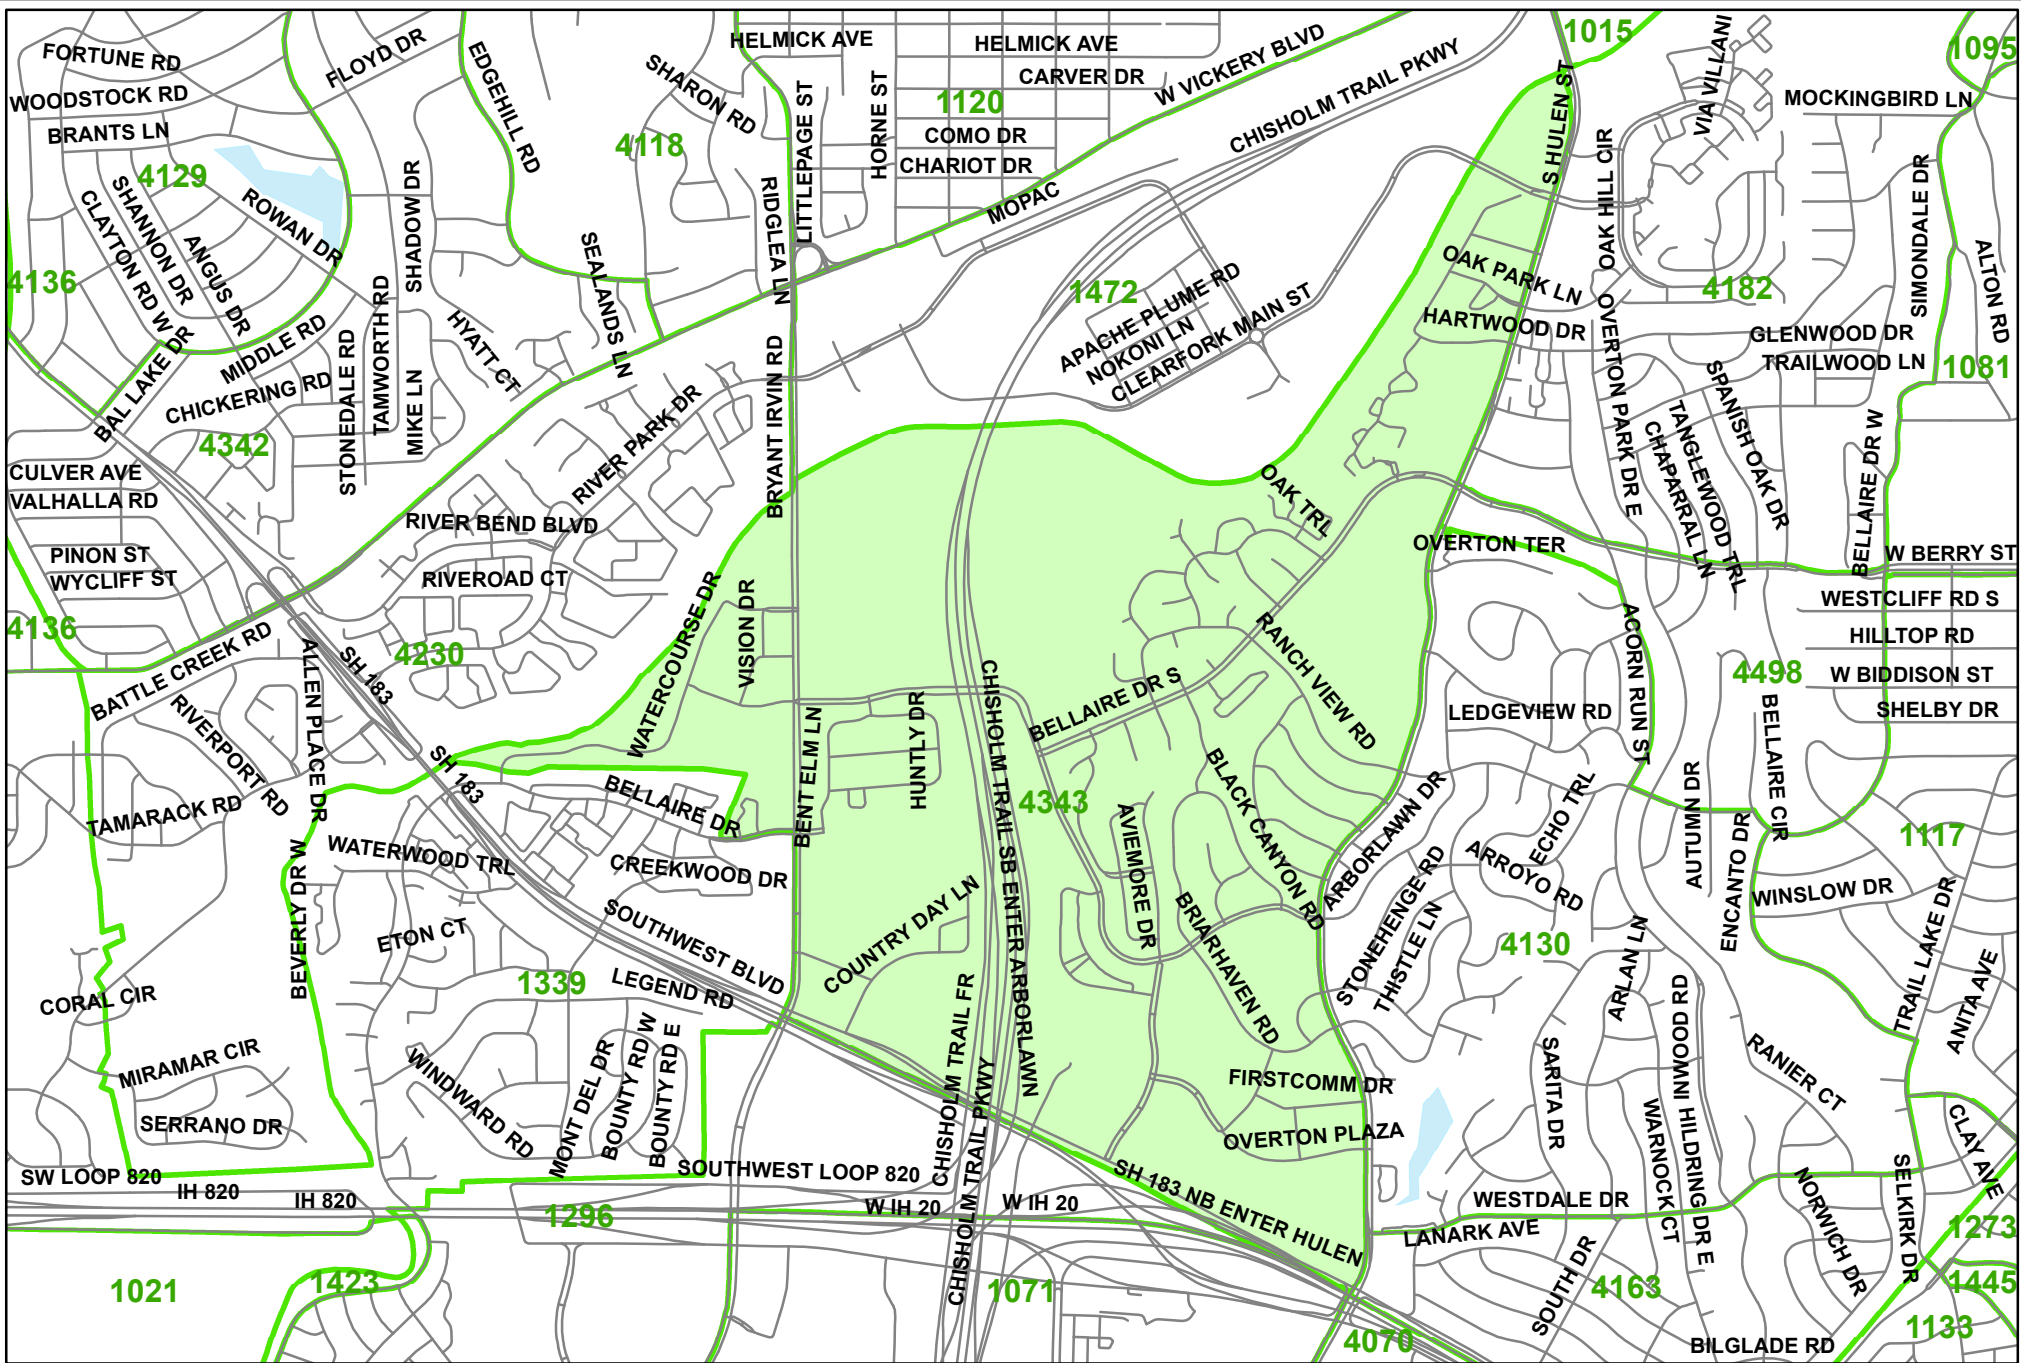 FORTUNE RD
WOODSTOCK RD
BRANTS LN
4129
FLOYD DR
EDGEHILL RD
SHARON RD
4118
HELMICK AVE
HELMICK AVE
CARVER DR
1120
COMO DR
CHARIOT DR
HORNE ST
LITTLEPAGE ST
RIDGLEA LN
W VICKERY BLVD
CHISHOLM TRAIL PKWY
MOPAC
S HULEN ST
1015
VIA VILLANI
1095
MOCKINGBIRD LN
OAK HILL CIR
SIMONDALE DR
ALTON RD
4182
1081
GLENWOOD DR
TRAILWOOD LN
4136
CLAYTON RD W
SHANNON DR
ANGUS DR
ROWAN DR
SHADOW DR
BAL LAKE DR
MIDDLE RD
CHICKERING RD
4342
STONEDALE RD
TAMWORTH RD
MIKE LN
HYATT CT
SEALANDS LN
RIVER PARK DR
BRYANT IRVIN RD
1472
APACHE PLUME RD
NOKONI LN
CLEARFORK MAIN ST
OAK PARK LN
HARTWOOD DR
OVERTON PARK DR E
SPANISH OAK DR
TANGLEWOOD TRL
CHAPARRAL LN
BELLAIRE DR W
CULVER AVE
VALHALLA RD
PINON ST
WYCLIFF ST
4136
RIVER BEND BLVD
RIVEROAD CT
4230
OAK TRL
OVERTON TER
W BERRY ST
WESTCLIFF RD S
HILLTOP RD
W BIDDISON ST
SHELBY DR
4498
BATTLE CREEK RD
ALLEN PLACE DR
SH 183
WATERCOURSE DR
VISION DR
RANCH VIEW RD
ACORN RUN ST
LEDGEVIEW RD
BELLAIRE CIR
RIVERPORT RD
TAMARACK RD
SH 183
BELLAIRE DR
BENT ELM LN
HUNTLY DR
CHISHOLM TRAIL SB ENTER ARBORLAWN
BELLAIRE DR S
4343
AVIEMORE DR
BLACK CANYON RD
ARBORLAWN DR
ECHO TRL
AUTUMN DR
ENCANTO DR
1117
WINSLOW DR
WATERWOOD TRL
CREEKWOOD DR
BEVERLY DR W
ETON CT
SOUTHWEST BLVD
LEGEND RD
1339
COUNTRY DAY LN
BRIARHAVEN RD
STONEHENGE RD
THISTLE LN
ARROYO RD
4130
ARLAN LN
TRAIL LAKE DR
ANITA AVE
CORAL CIR
MIRAMAR CIR
SERRANO DR
WINDWARD RD
MONT DEL DR
BOUNTY RD W
BOUNTY RD E
CHISHOLM TRAIL FR
CHISHOLM TRAIL PKWY
FIRSTCOMM DR
OVERTON PLAZA
SARITA DR
WARNOCK CT
WOMINI HILDRING DR E
WOOD RD
RANIER CT
CLAY AVE
SW LOOP 820
IH 820
IH 820
SOUTHWEST LOOP 820
W IH 20
W IH 20
SH 183 NB ENTER HULEN
WESTDALE DR
LANARK AVE
NORWICH DR
SELKIRK DR
1273
1296
1021
1423
1071
4070
SOUTH DR
4163
1445
1133
BILGLADE RD